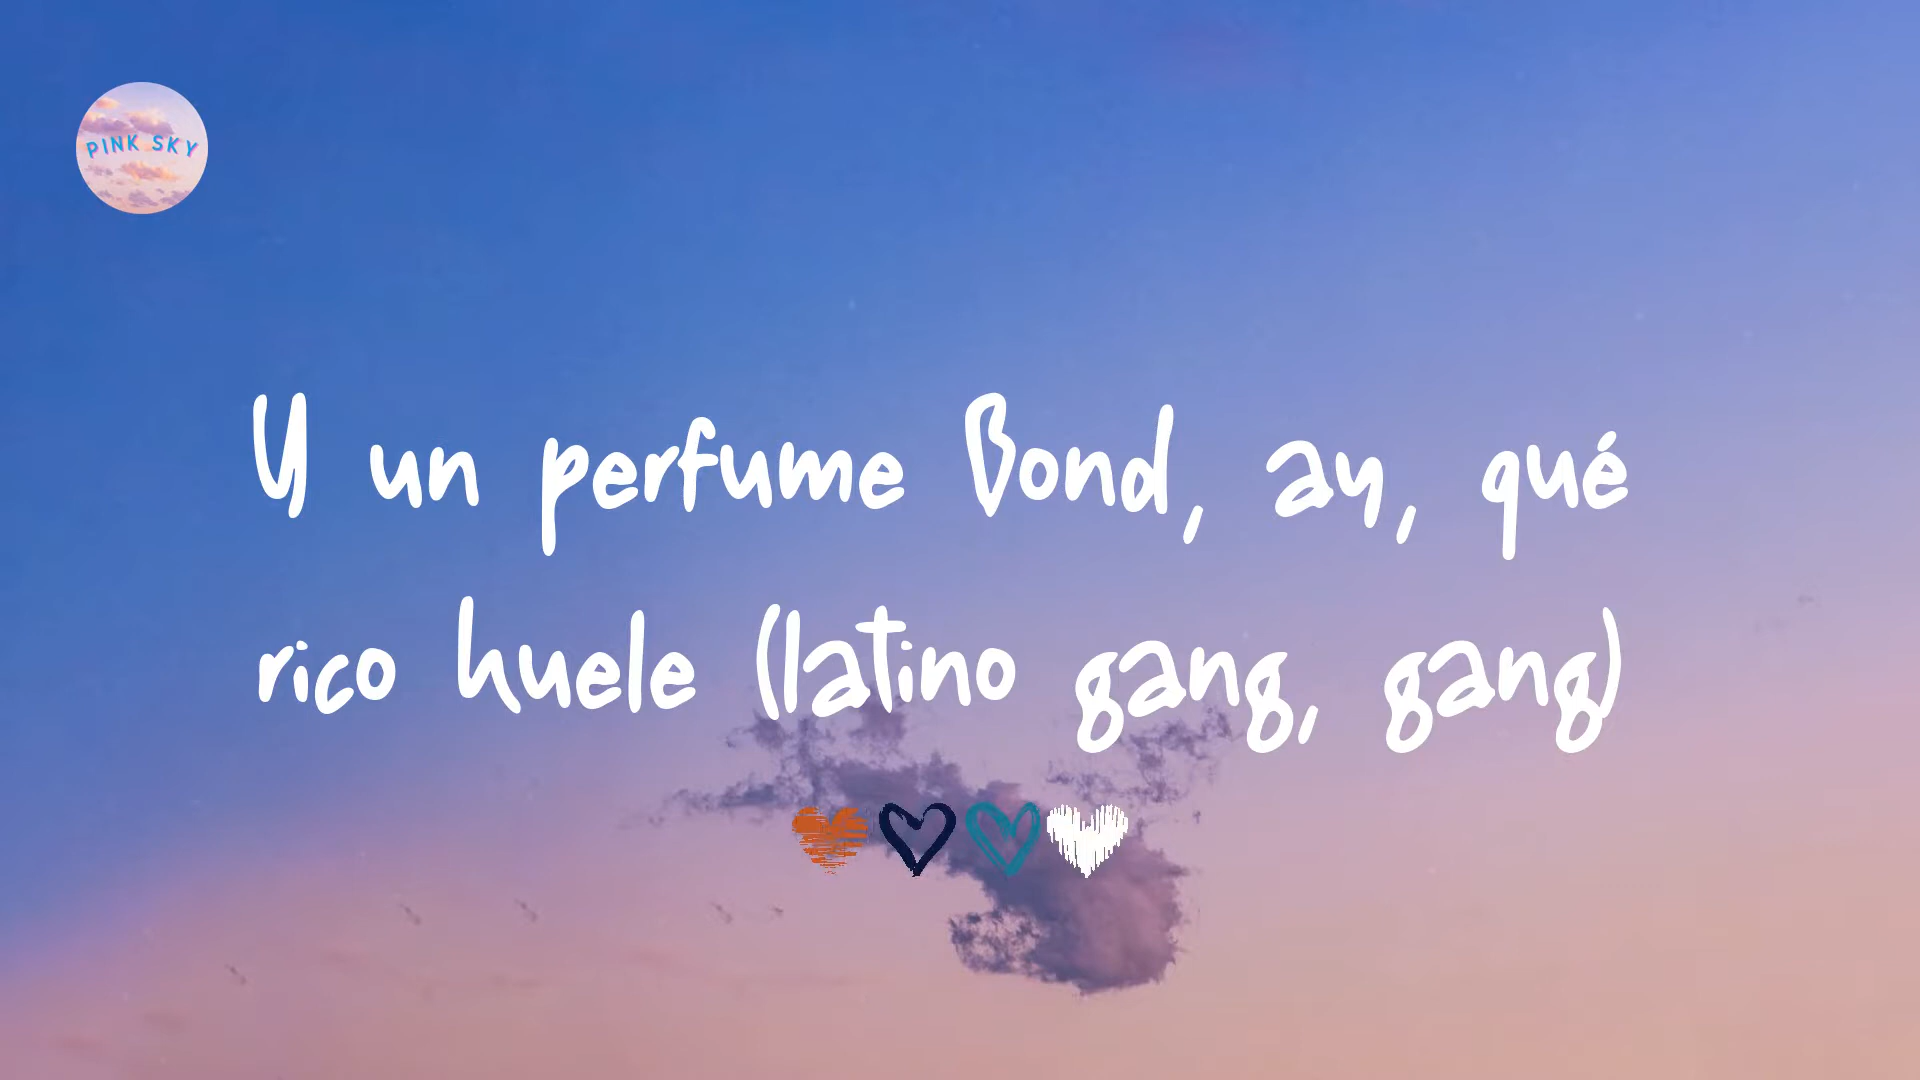 PINK SKY
Y un perfume Bond, ay, qué
rico huele (latino gang, gang)